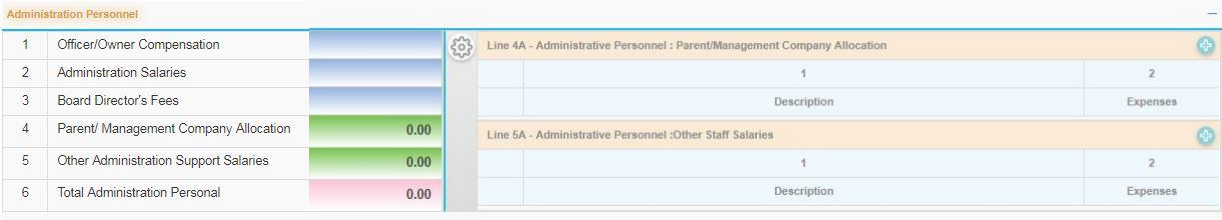 Administration Personnel
1 Officer/Owner Compensation
2 Administration Salaries
3 Board Director's Fees
4 Parent/ Management Company Allocation 0.00
5 Other Administration Support Salaries 0.00
6 Total Administration Personal 0.00
Line 4A - Administrative Personnel : Parent/Management Company Allocation
1 2
Description Expenses
Line 5A - Administrative Personnel :Other Staff Salaries
1 2
Description Expenses